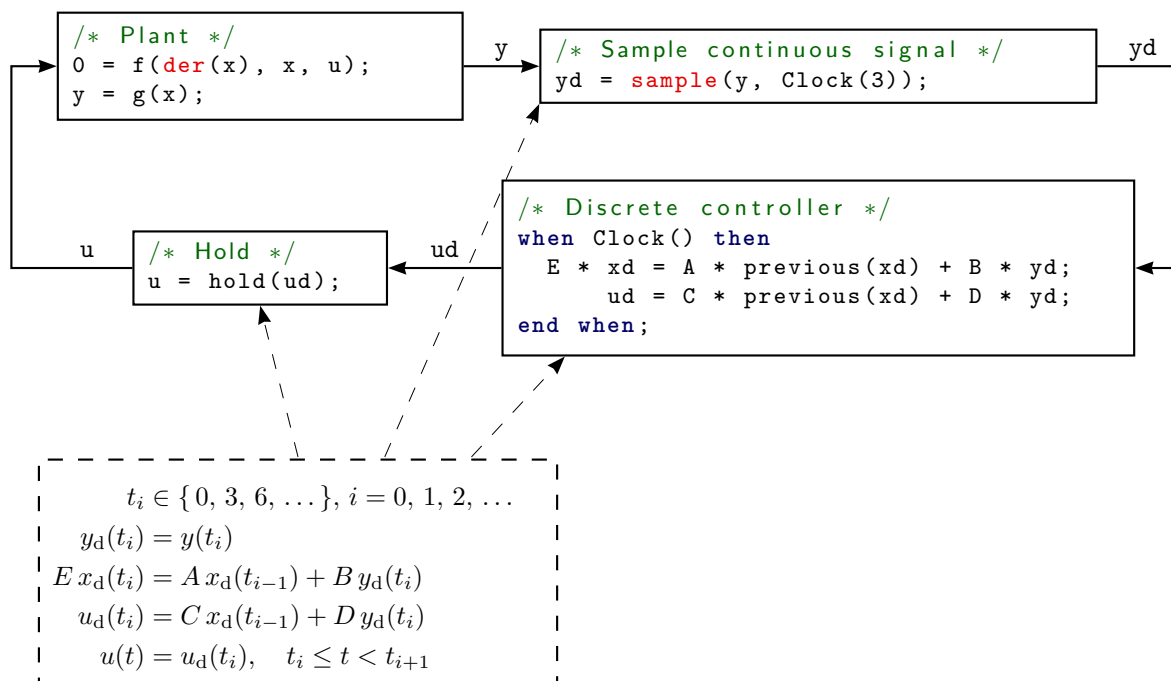 /* Plant */
0 = f(der(x), x, u);
y = g(x);
y
/* Sample continuous signal */
yd = sample(y, Clock(3));
yd
/* Discrete controller */
when Clock() then
E * xd = A * previous(xd) + B * yd;
ud = C * previous(xd) + D * yd;
end when;
ud
/* Hold */
u = hold(ud);
u
t_i ∈ { 0, 3, 6, … }, i = 0, 1, 2, …
y_d(t_i) = y(t_i)
E x_d(t_i) = A x_d(t_{i−1}) + B y_d(t_i)
u_d(t_i) = C x_d(t_{i−1}) + D y_d(t_i)
u(t) = u_d(t_i), t_i ≤ t < t_{i+1}